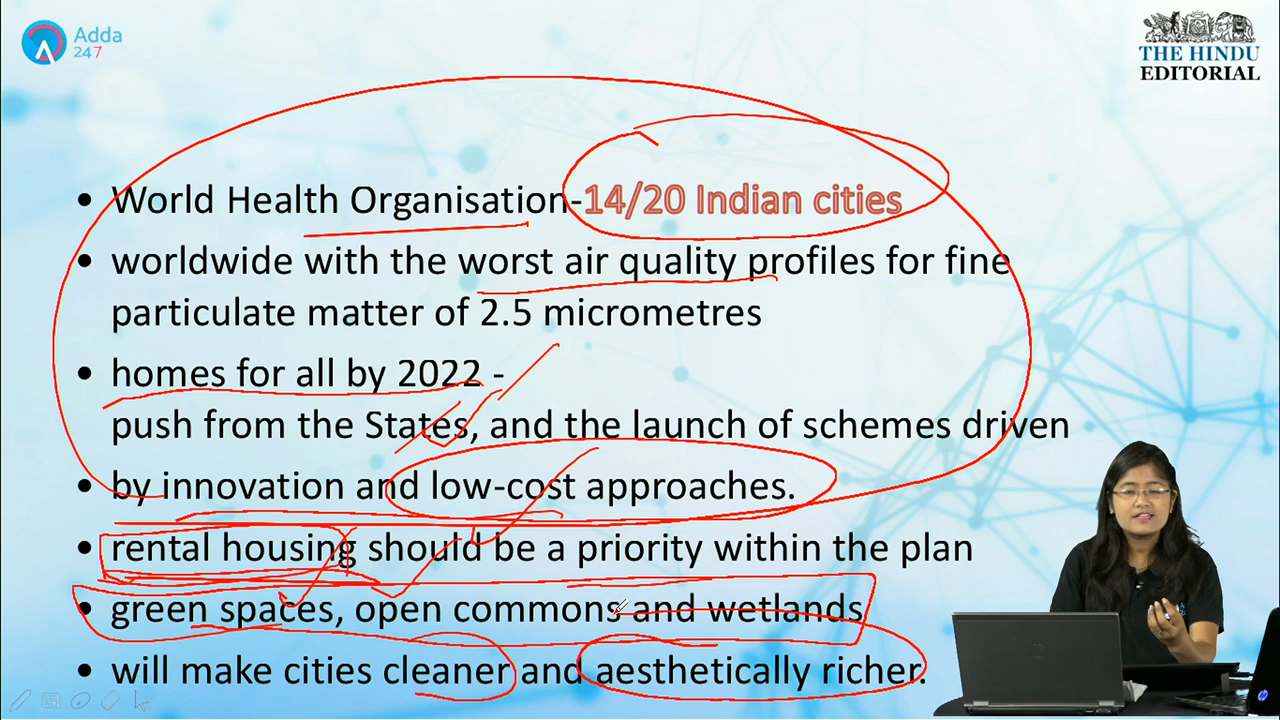 Adda
247
THE HINDU
EDITORIAL
• World Health Organisation-14/20 Indian cities
• worldwide with the worst air quality profiles for fine
particulate matter of 2.5 micrometres
• homes for all by 2022 -
push from the States, and the launch of schemes driven
• by innovation and low-cost approaches.
• rental housing should be a priority within the plan
• green spaces, open commons and wetlands
• will make cities cleaner and aesthetically richer.